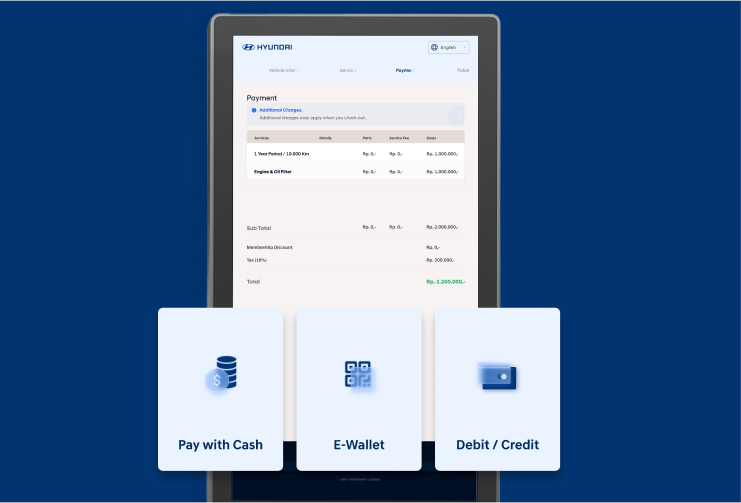 HYUNDAI
English
Vehicle Infor
Servic
Payme
Ticket
Payment
Additional Charges.
Additional charges may apply when you check out.
Services Details Parts Service Fee Costs
1 Year Period / 10.000 Km Rp. 0,- Rp. 0,- Rp. 1.000.000,-
Engine & Oil Filter Rp. 0,- Rp. 0,- Rp. 1.000.000,-
Sub Total Rp. 0,- Rp. 0,- Rp. 2.000.000,-
Membership Discount Rp. 0,-
Tax (10%) Rp. 200.000,-
Total Rp. 2.200.000,-
$
Pay with Cash
E-Wallet
Debit / Credit